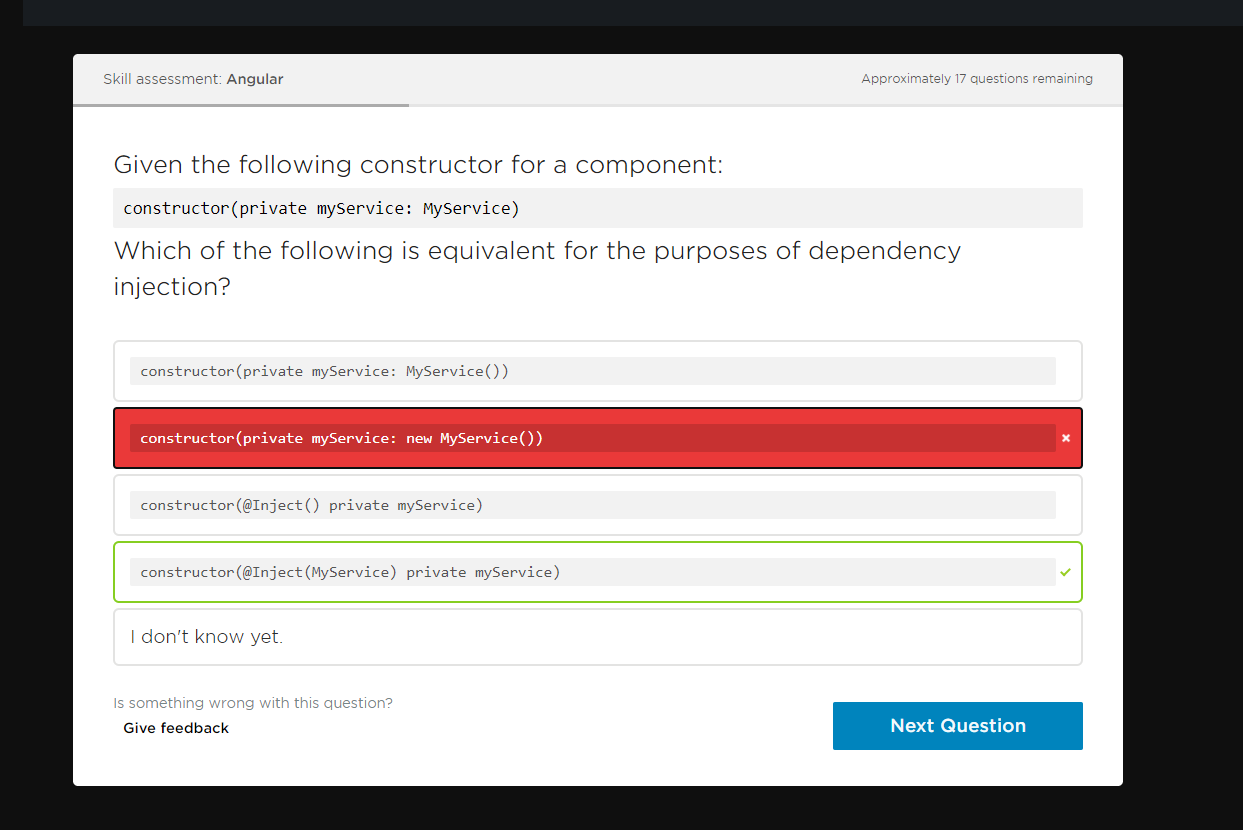 Skill assessment: Angular
Approximately 17 questions remaining
Given the following constructor for a component:
constructor(private myService: MyService)
Which of the following is equivalent for the purposes of dependency
injection?
constructor(private myService: MyService())
constructor(private myService: new MyService())
constructor(@Inject() private myService)
constructor(@Inject(MyService) private myService)
I don't know yet.
Is something wrong with this question?
Give feedback
Next Question